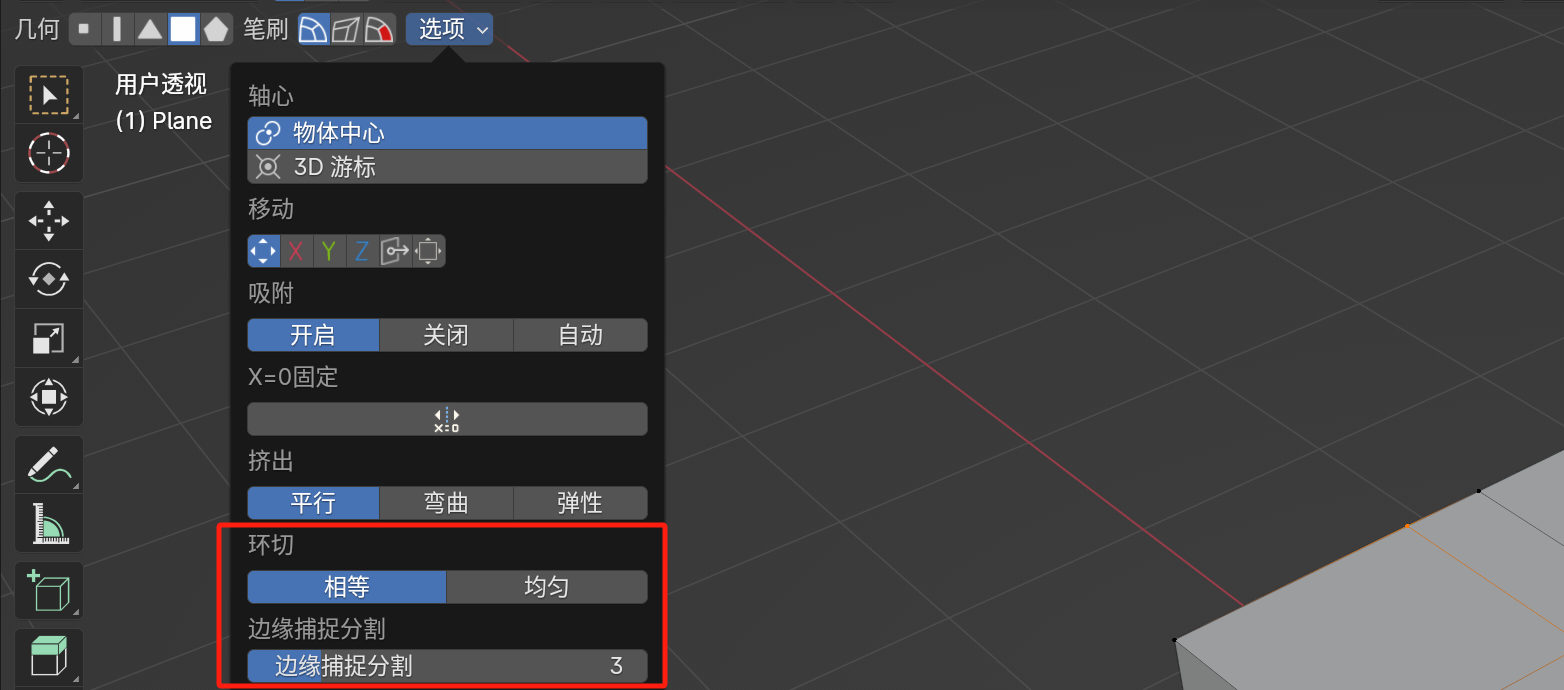 几何 笔刷 选项
用户透视
(1) Plane
轴心
物体中心
3D 游标
移动
X Y Z
吸附
开启 关闭 自动
X=0固定
x=0
挤出
平行 弯曲 弹性
环切
相等 均匀
边缘捕捉分割
边缘捕捉分割 3